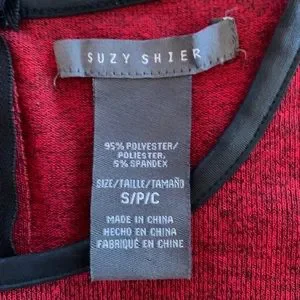 SUZY SHIER
95% POLYESTER/
POLIESTER,
5% SPANDEX
SIZE/TAILLE/TAMAÑO
S/P/C
MADE IN CHINA
HECHO EN CHINA
FABRIQUÉ EN CHINE